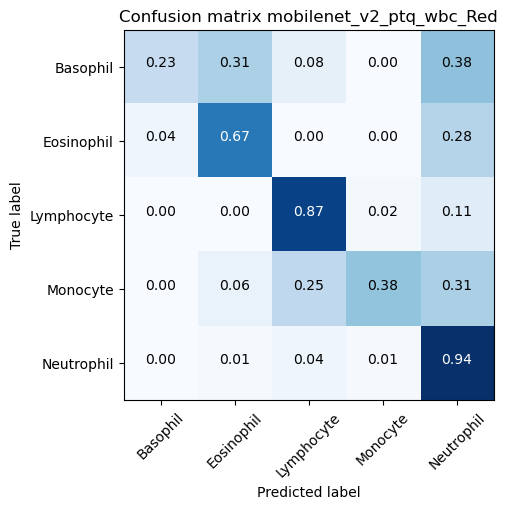 Confusion matrix mobilenet_v2_ptq_wbc_Red
True label
Basophil 0.23 0.31 0.08 0.00 0.38
Eosinophil 0.04 0.67 0.00 0.00 0.28
Lymphocyte 0.00 0.00 0.87 0.02 0.11
Monocyte 0.00 0.06 0.25 0.38 0.31
Neutrophil 0.00 0.01 0.04 0.01 0.94
Basophil Eosinophil Lymphocyte Monocyte Neutrophil
Predicted label